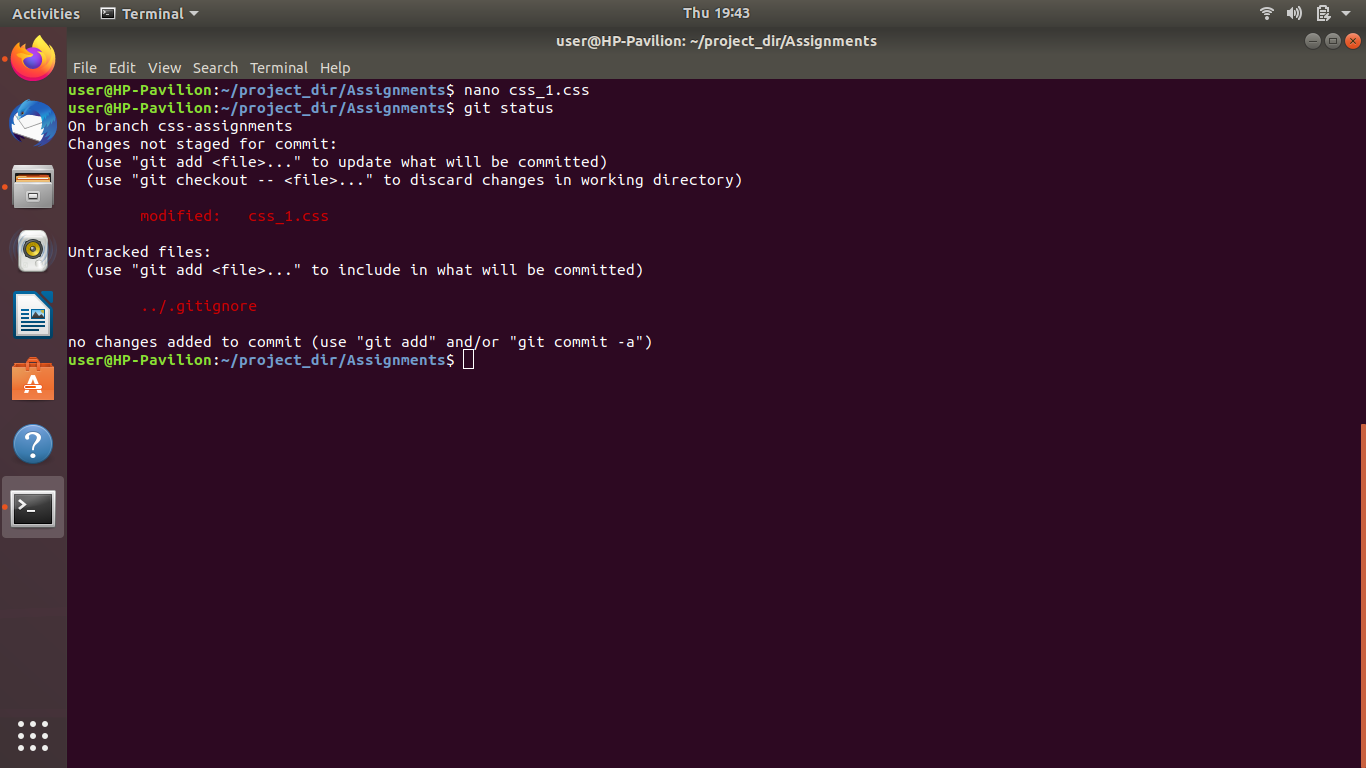 Activities Terminal Thu 19:43
user@HP-Pavilion: ~/project_dir/Assignments
File Edit View Search Terminal Help
user@HP-Pavilion:~/project_dir/Assignments$ nano css_1.css
user@HP-Pavilion:~/project_dir/Assignments$ git status
On branch css-assignments
Changes not staged for commit:
  (use "git add <file>..." to update what will be committed)
  (use "git checkout -- <file>..." to discard changes in working directory)
        modified:   css_1.css
Untracked files:
  (use "git add <file>..." to include in what will be committed)
        ../.gitignore
no changes added to commit (use "git add" and/or "git commit -a")
user@HP-Pavilion:~/project_dir/Assignments$